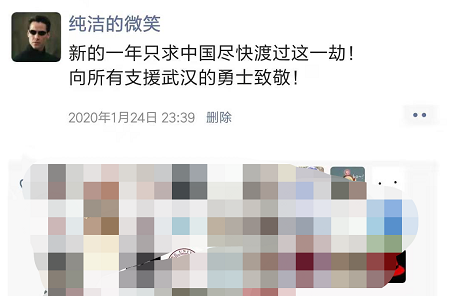 纯洁的微笑
新的一年只求中国尽快渡过这一劫！
向所有支援武汉的勇士致敬！
2020年1月24日 23:39 删除